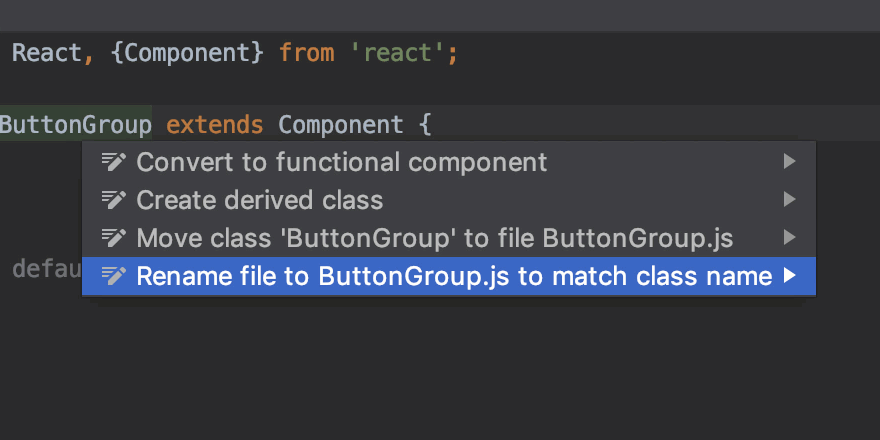 React, {Component} from 'react';
ButtonGroup extends Component {
Convert to functional component
Create derived class
Move class 'ButtonGroup' to file ButtonGroup.js
defau
Rename file to ButtonGroup.js to match class name